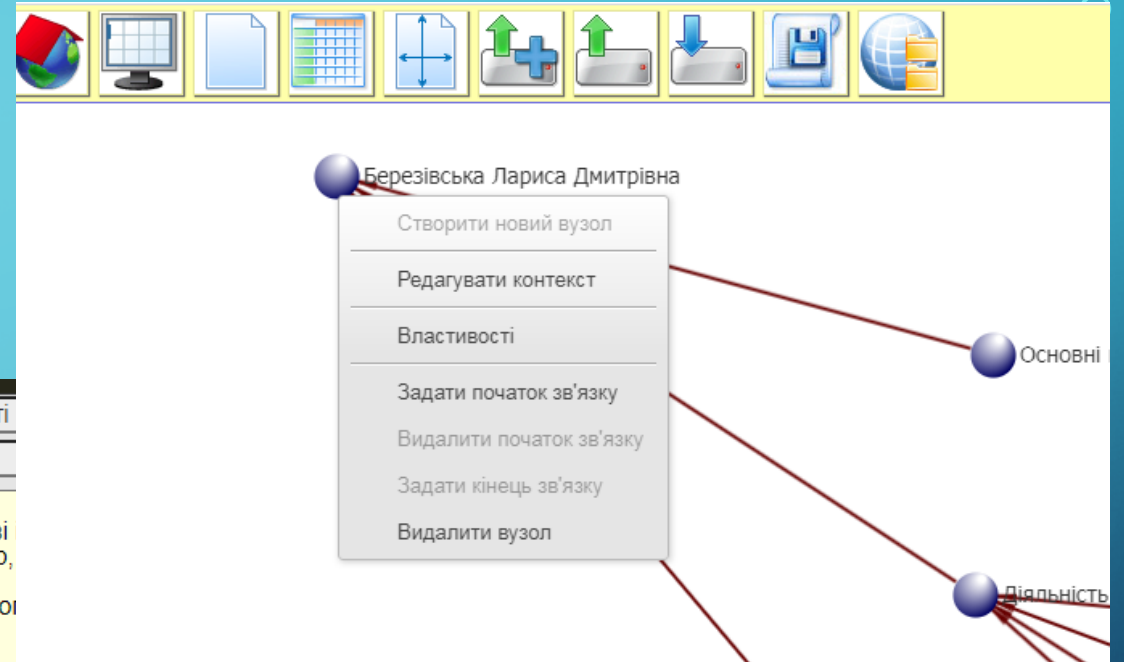 Березівська Лариса Дмитрівна
Створити новий вузол
Редагувати контекст
Властивості
Основні
Задати початок зв'язку
Видалити початок зв'язку
Задати кінець зв'язку
Видалити вузол
Діяльність